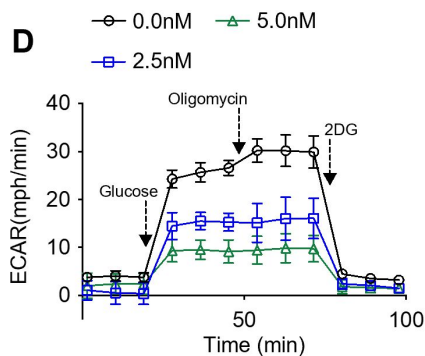 D
0.0nM
5.0nM
2.5nM
40
30
20
10
0
ECAR(mph/min)
Glucose
Oligomycin
2DG
50
100
Time (min)